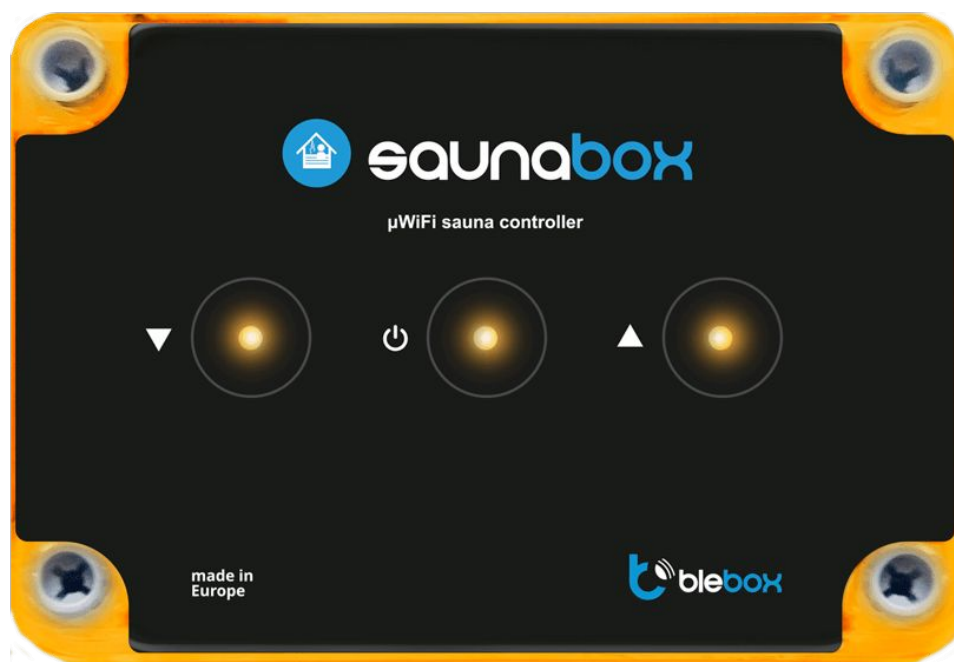 saunabox
µWiFi sauna controller
made in
Europe
blebox